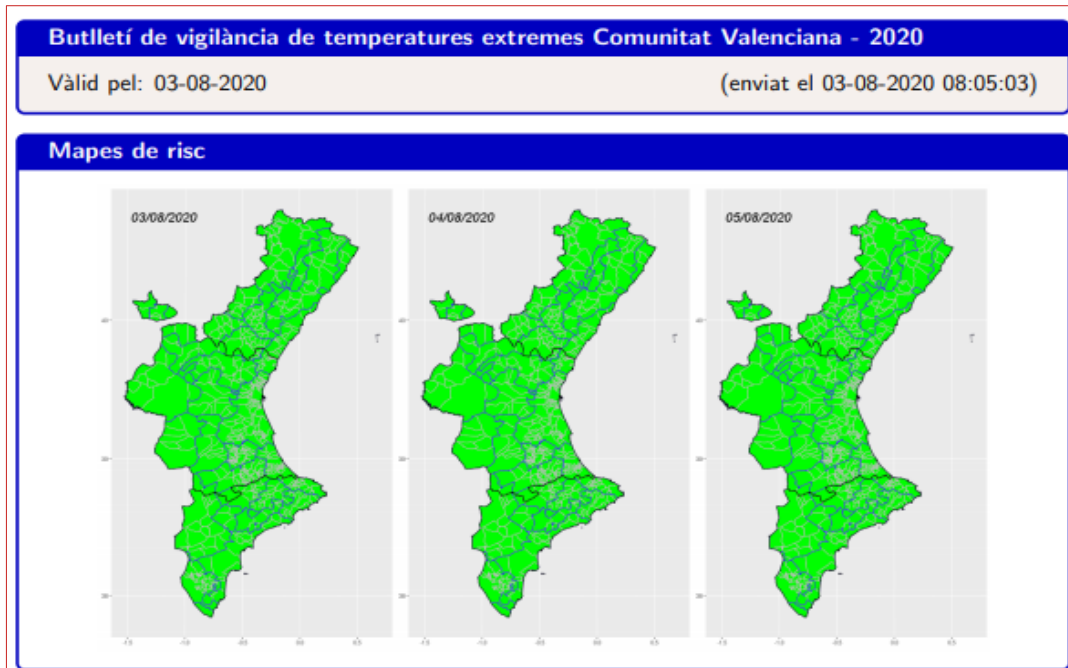 Butlletí de vigilància de temperatures extremes Comunitat Valenciana - 2020
Vàlid pel: 03-08-2020 (enviat el 03-08-2020 08:05:03)
Mapes de risc
03/08/2020 04/08/2020 05/08/2020